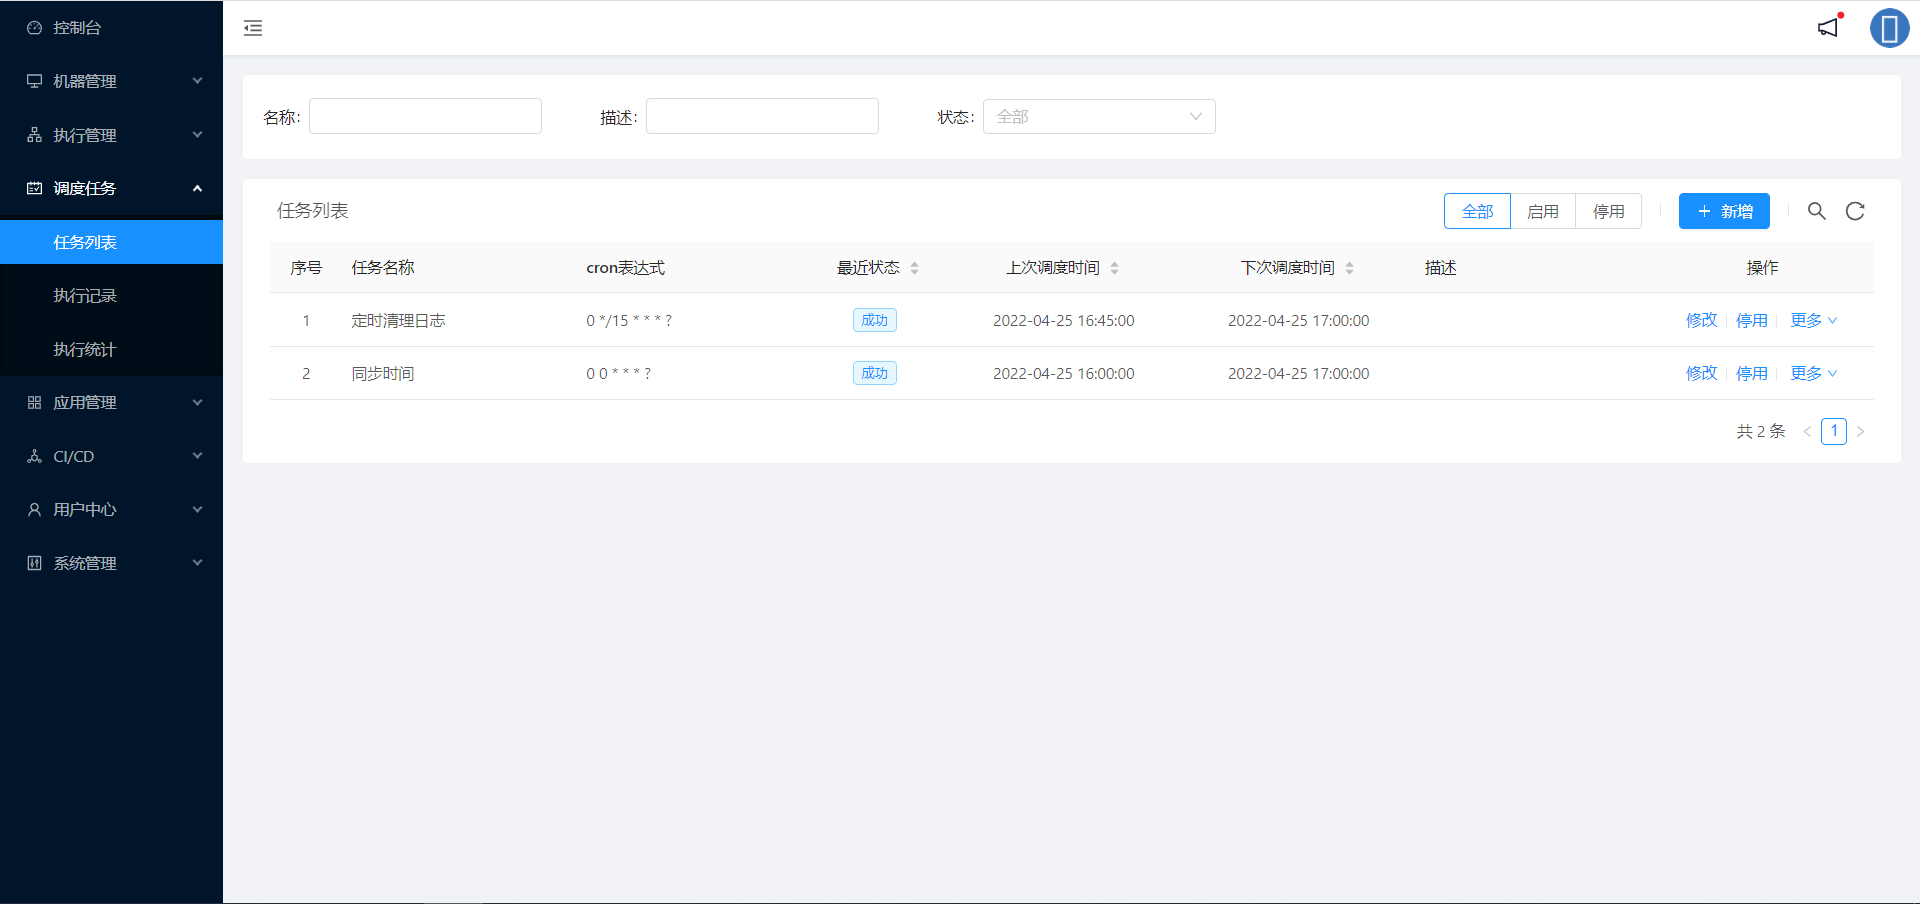 控制台
机器管理
执行管理
调度任务
任务列表
执行记录
执行统计
应用管理
CI/CD
用户中心
系统管理
名称: 描述: 状态: 全部
任务列表 全部 启用 停用 + 新增
序号 任务名称 cron表达式 最近状态 上次调度时间 下次调度时间 描述 操作
1 定时清理日志 0 */15 * * * ? 成功 2022-04-25 16:45:00 2022-04-25 17:00:00 修改 停用 更多
2 同步时间 0 0 * * * ? 成功 2022-04-25 16:00:00 2022-04-25 17:00:00 修改 停用 更多
共 2 条 < 1 >